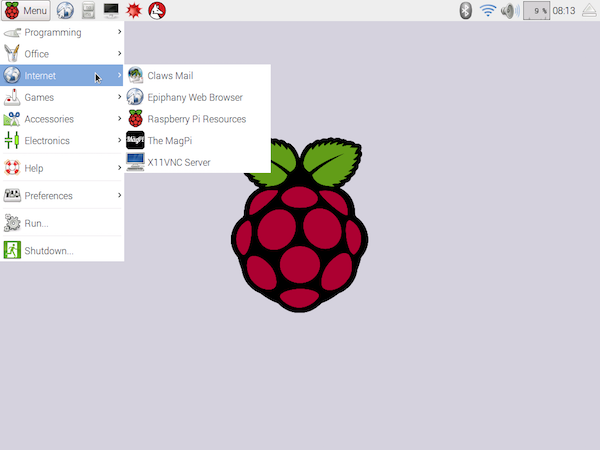 Menu
9 %
08:13
Programming
Office
Internet
Games
Accessories
Electronics
Help
Preferences
Run...
Shutdown...
Claws Mail
Epiphany Web Browser
Raspberry Pi Resources
The MagPi
X11VNC Server